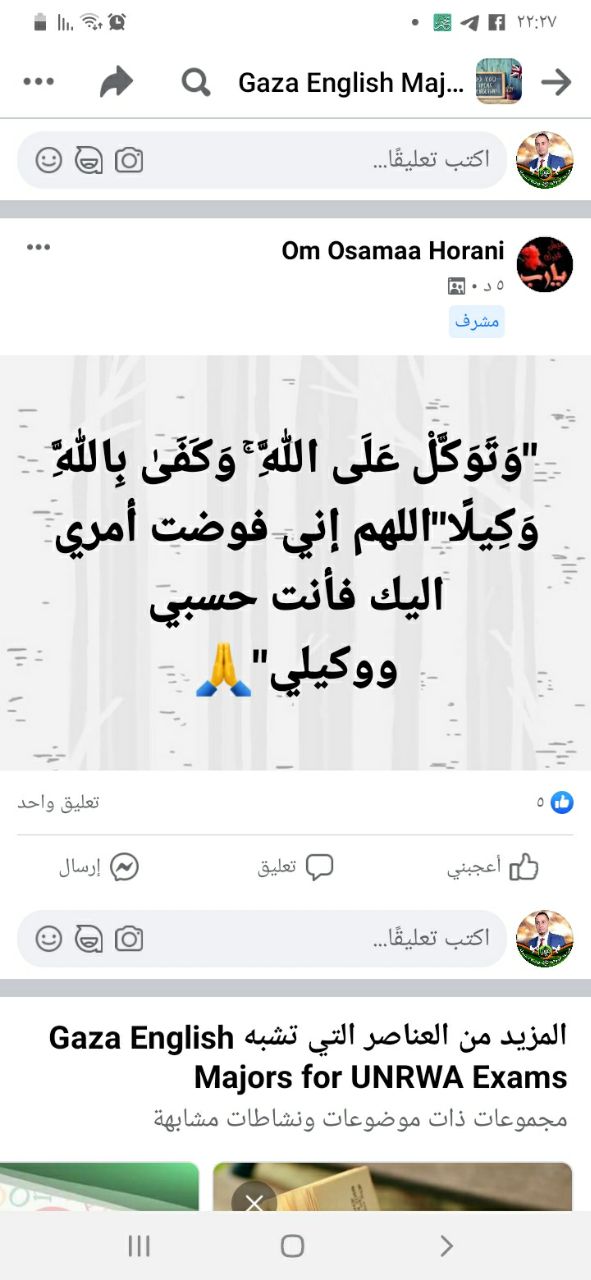 ٢٢:٢٧
Gaza English Maj...
اكتب تعليقًا...
Om Osamaa Horani
٥ د •
مشرف
"وَتَوَكَّلْ عَلَى اللَّهِ ۚ وَكَفَىٰ بِاللَّهِ
وَكِيلًا"اللهم إني فوضت أمري
اليك فأنت حسبي
ووكيلي"🙏
٥
تعليق واحد
أعجبني
تعليق
إرسال
اكتب تعليقًا...
المزيد من العناصر التي تشبه Gaza English
Majors for UNRWA Exams
مجموعات ذات موضوعات ونشاطات مشابهة